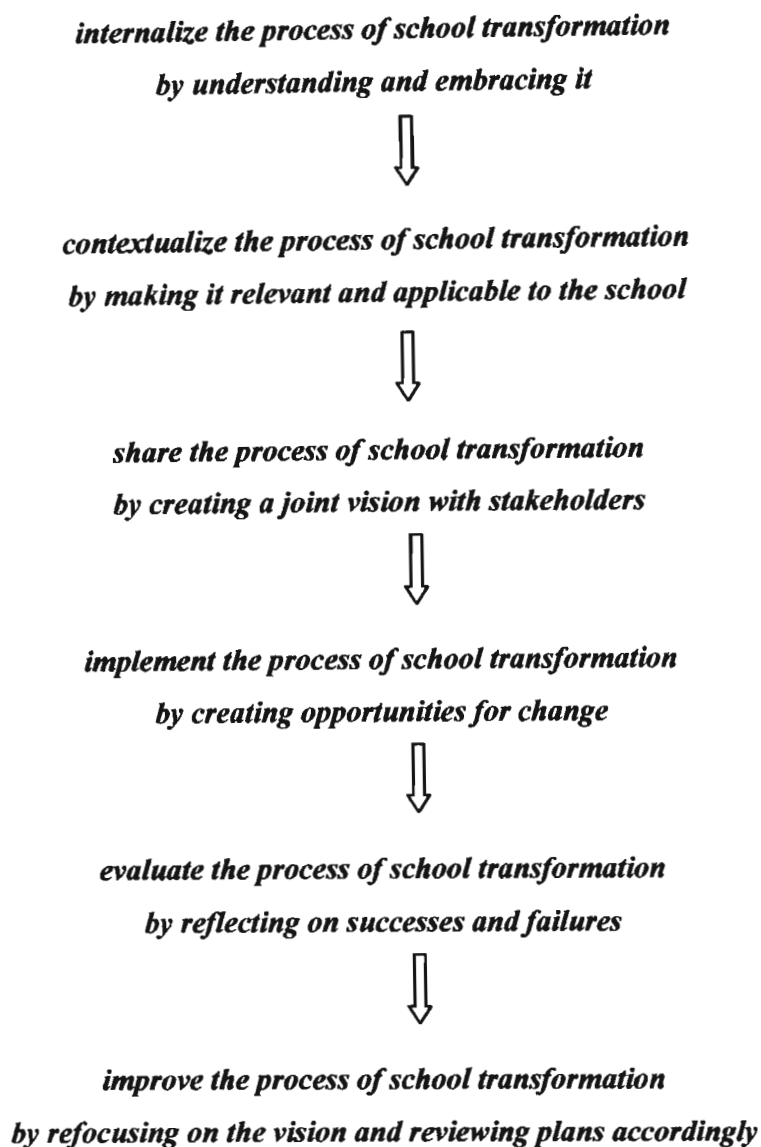 internalize the process of school transformation
by understanding and embracing it
contextualize the process of school transformation
by making it relevant and applicable to the school
share the process of school transformation
by creating a joint vision with stakeholders
implement the process of school transformation
by creating opportunities for change
evaluate the process of school transformation
by reflecting on successes and failures
improve the process of school transformation
by refocusing on the vision and reviewing plans accordingly